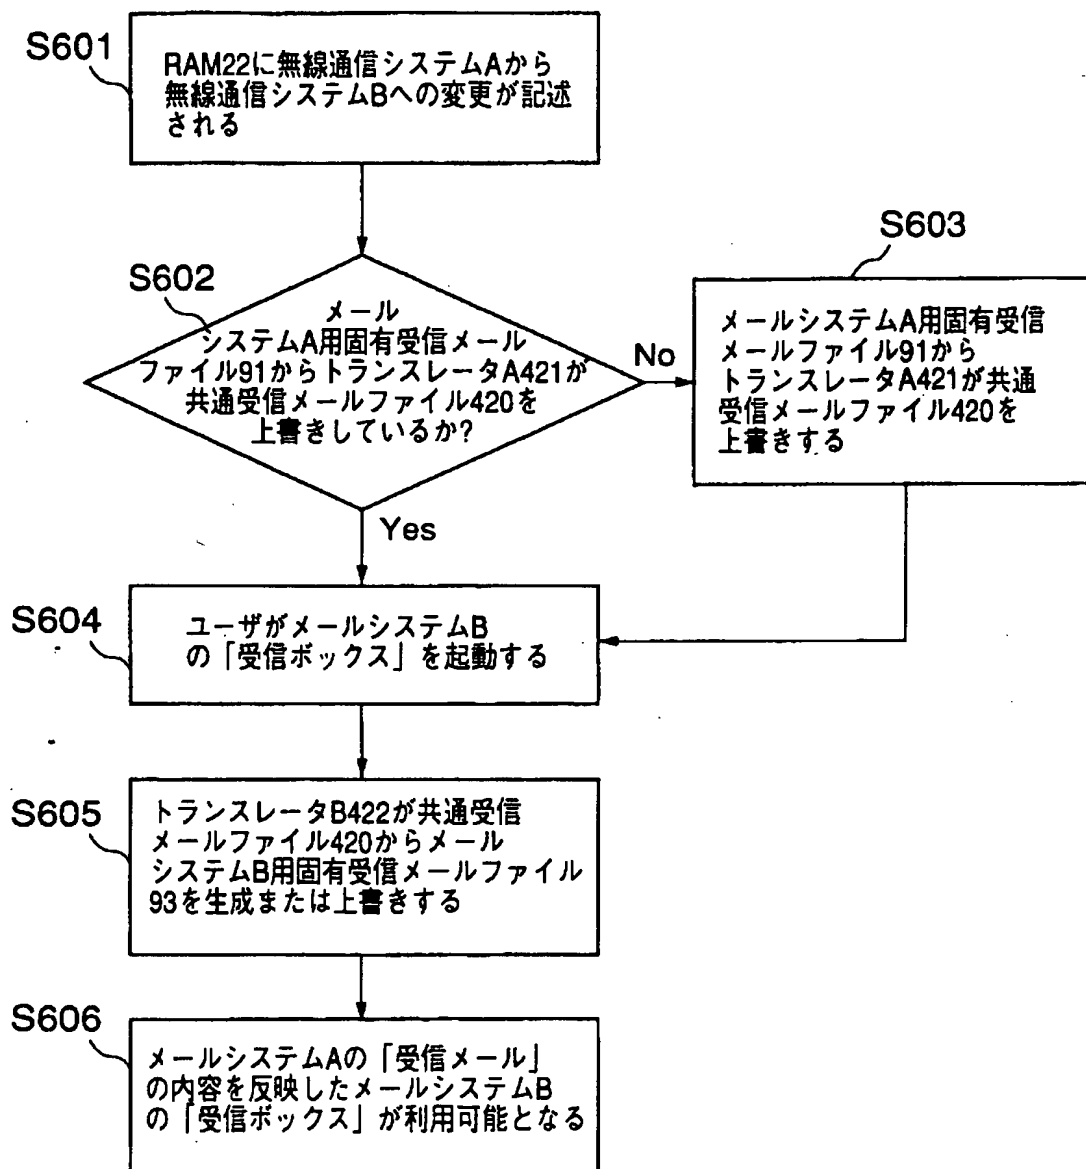 S601
RAM22に無線通信システムAから
無線通信システムBへの変更が記述
される
S602
メール
システムA用固有受信メール
ファイル91からトランスレータA421が
共通受信メールファイル420を
上書きしているか?
No
Yes
S603
メールシステムA用固有受信
メールファイル91から
トランスレータA421が共通
受信メールファイル420を
上書きする
S604
ユーザがメールシステムB
の「受信ボックス」を起動する
S605
トランスレータB422が共通受信
メールファイル420からメール
システムB用固有受信メールファイル
93を生成または上書きする
S606
メールシステムAの「受信メール」
の内容を反映したメールシステムB
の「受信ボックス」が利用可能となる